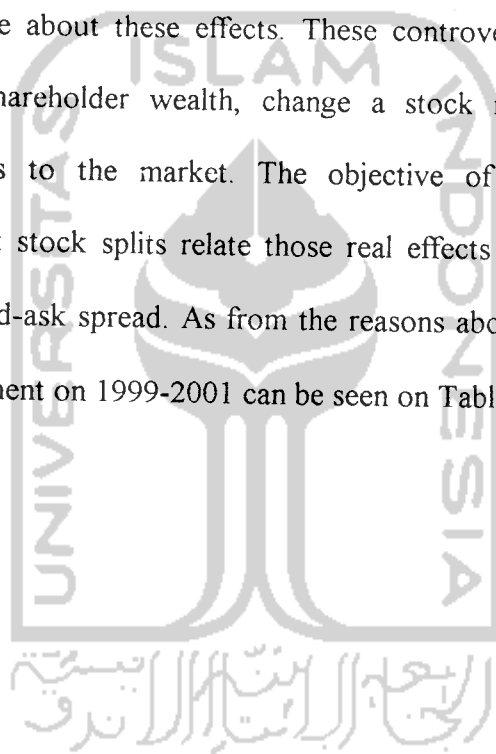 e about these effects. These controve
ISLAM
hareholder wealth, change a stock
s to the market. The objective of
t stock splits relate those real effects
d-ask spread. As from the reasons abo
nent on 1999-2001 can be seen on Tabl
UNIVERSITAS
INDONESIA